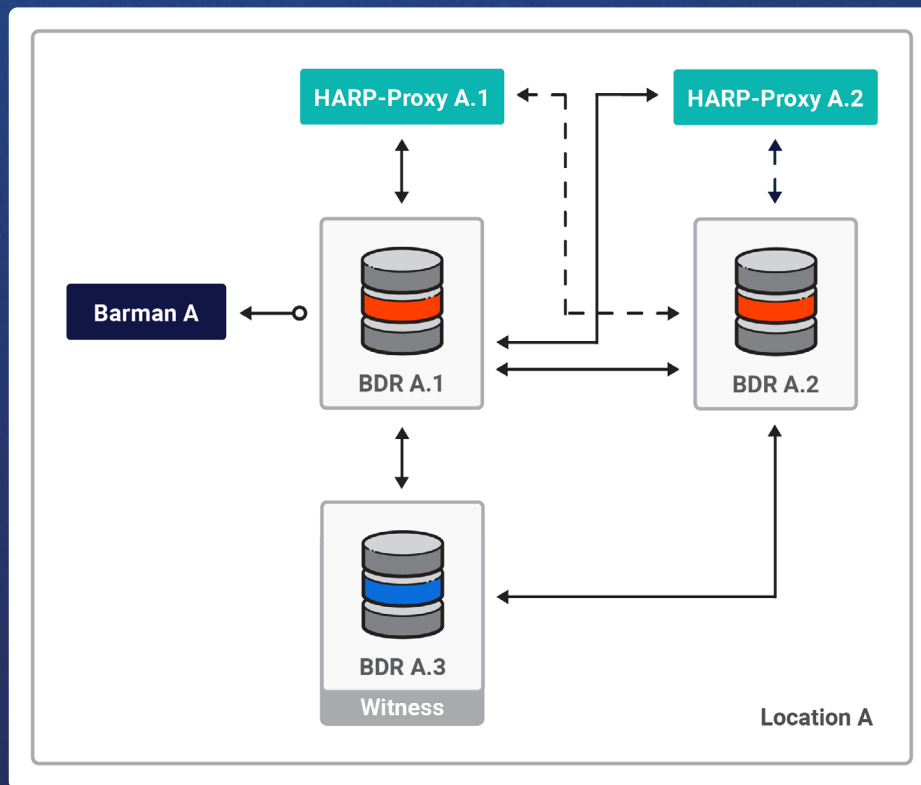 HARP-Proxy A.1
HARP-Proxy A.2
Barman A
BDR A.1
BDR A.2
BDR A.3
Witness
Location A